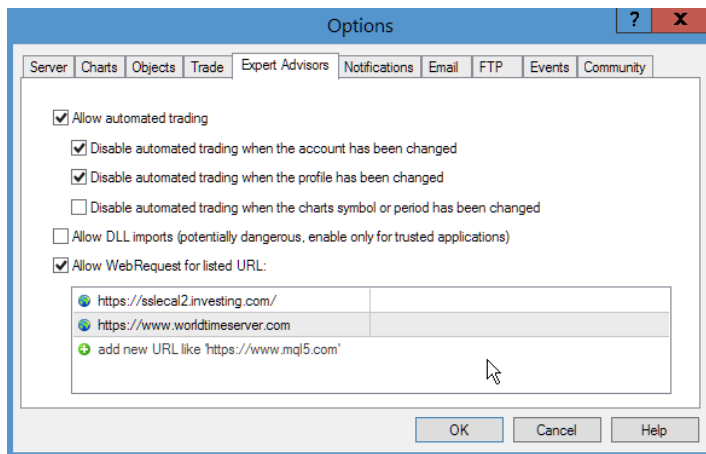 Options
? x
Server Charts Objects Trade Expert Advisors Notifications Email FTP Events Community
Allow automated trading
Disable automated trading when the account has been changed
Disable automated trading when the profile has been changed
Disable automated trading when the charts symbol or period has been changed
Allow DLL imports (potentially dangerous, enable only for trusted applications)
Allow WebRequest for listed URL:
https://sslecal2.investing.com/
https://www.worldtimeserver.com
add new URL like 'https://www.mql5.com'
OK Cancel Help